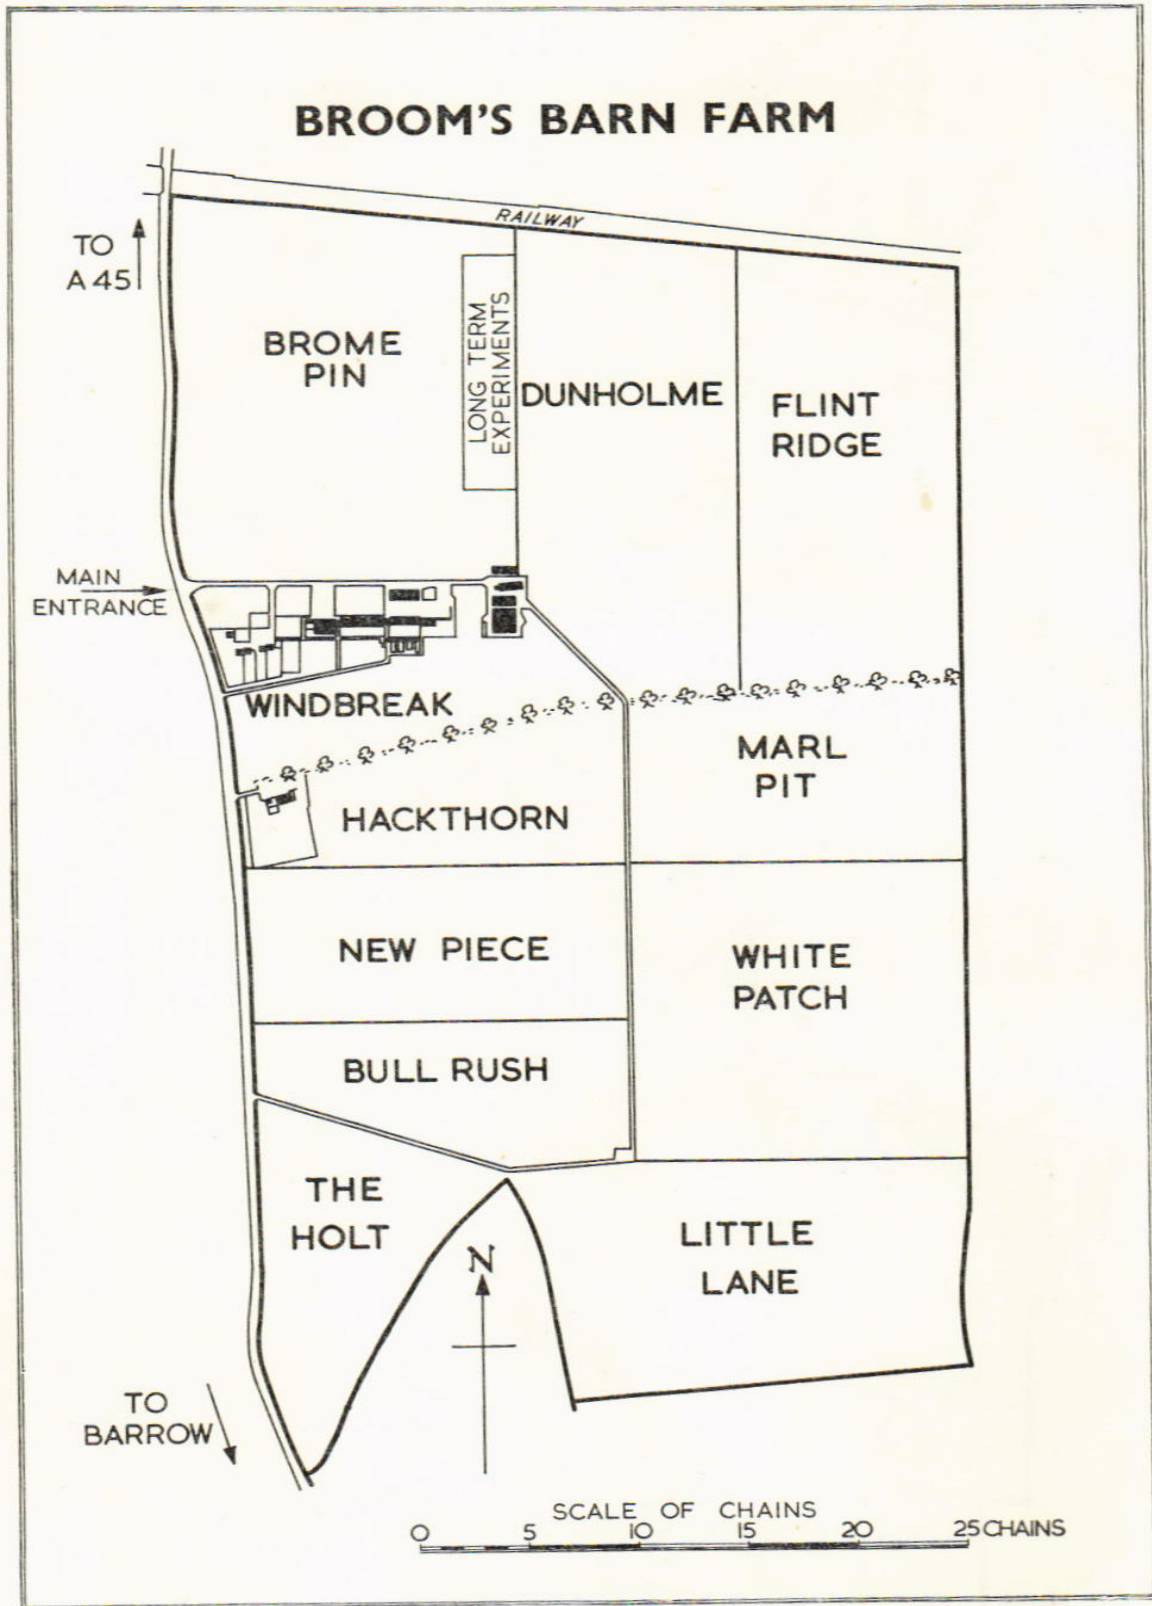 BROOM'S BARN FARM
RAILWAY
TO
A 45
BROME
PIN
LONG TERM
EXPERIMENTS
DUNHOLME
FLINT
RIDGE
MAIN
ENTRANCE
WINDBREAK
MARL
PIT
HACKTHORN
NEW PIECE
WHITE
PATCH
BULL RUSH
THE
HOLT
LITTLE
LANE
N
TO
BARROW
SCALE OF CHAINS
0 5 10 15 20 25 CHAINS